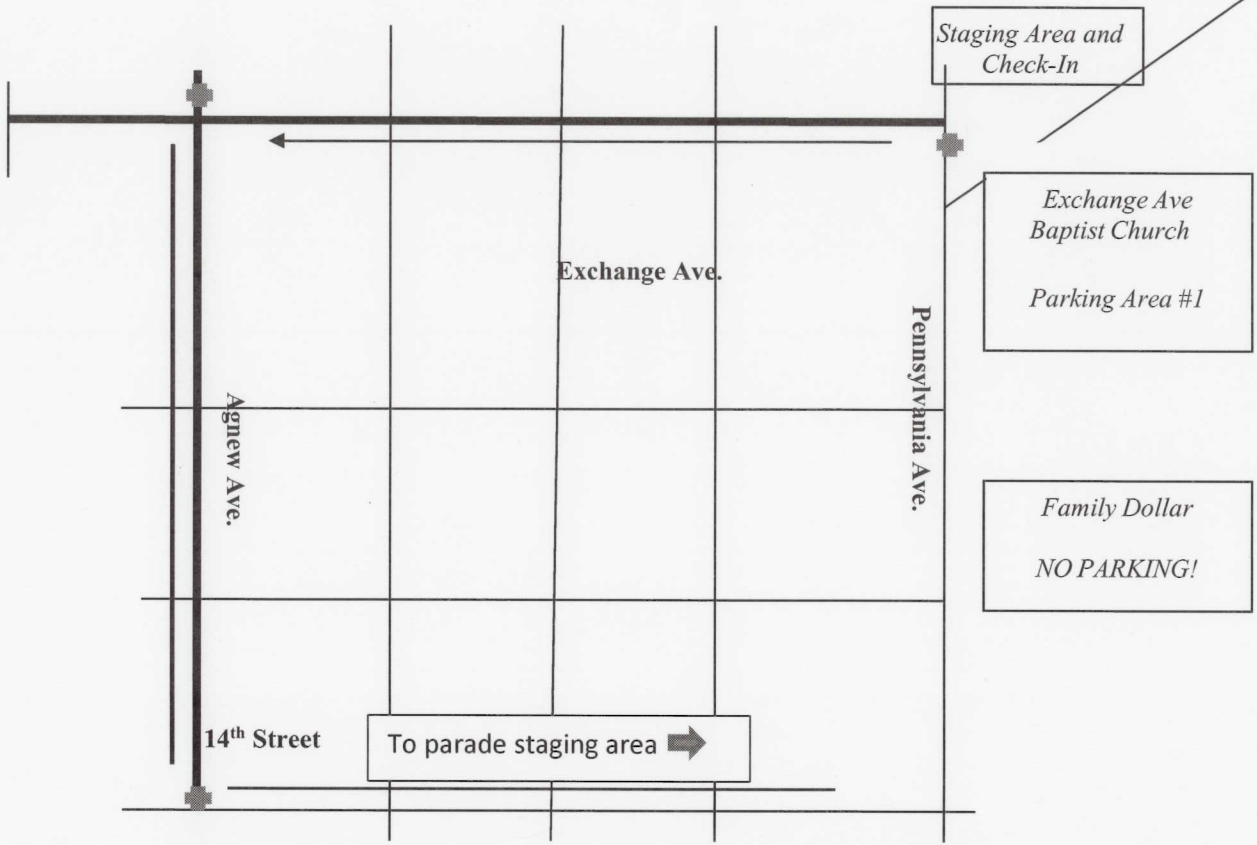 Staging Area and
Check-In
Exchange Ave
Baptist Church
Parking Area #1
Exchange Ave.
Pennsylvania Ave.
Agnew Ave.
Family Dollar
NO PARKING!
14th Street
To parade staging area